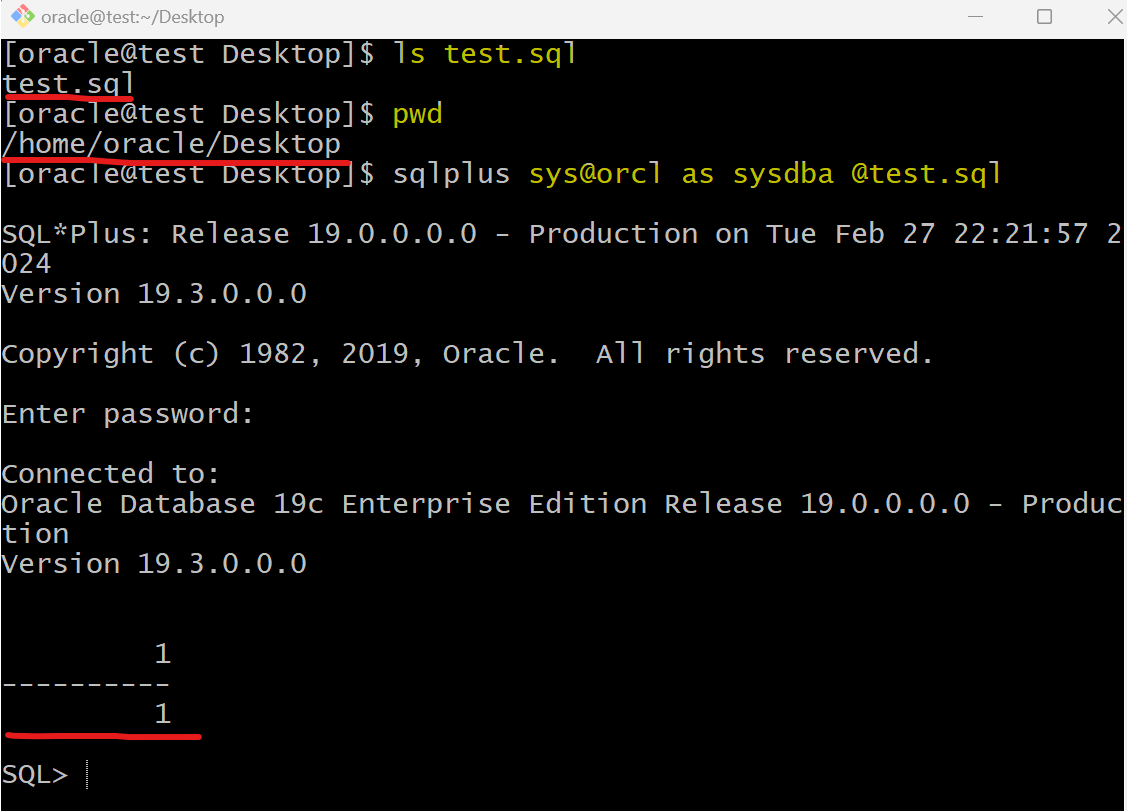 oracle@test:~/Desktop
[oracle@test Desktop]$ ls test.sql
test.sql
[oracle@test Desktop]$ pwd
/home/oracle/Desktop
[oracle@test Desktop]$ sqlplus sys@orcl as sysdba @test.sql
SQL*Plus: Release 19.0.0.0.0 - Production on Tue Feb 27 22:21:57 2
024
Version 19.3.0.0.0
Copyright (c) 1982, 2019, Oracle.  All rights reserved.
Enter password:
Connected to:
Oracle Database 19c Enterprise Edition Release 19.0.0.0.0 - Produc
tion
Version 19.3.0.0.0
1
----------
1
SQL>